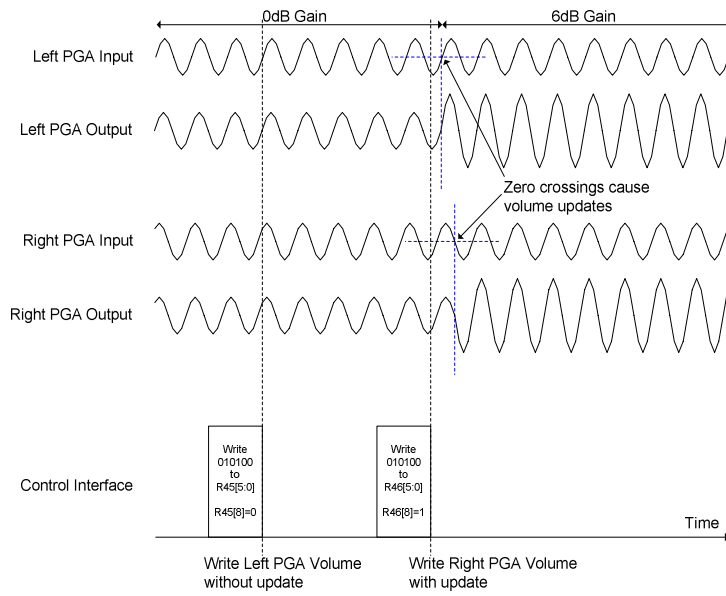 0dB Gain
6dB Gain
Left PGA Input
Left PGA Output
Zero crossings cause
volume updates
Right PGA Input
Right PGA Output
Control Interface
Write
010100
to
R45[5:0]
R45[8]=0
Write
010100
to
R46[5:0]
R46[8]=1
Time
Write Left PGA Volume
without update
Write Right PGA Volume
with update